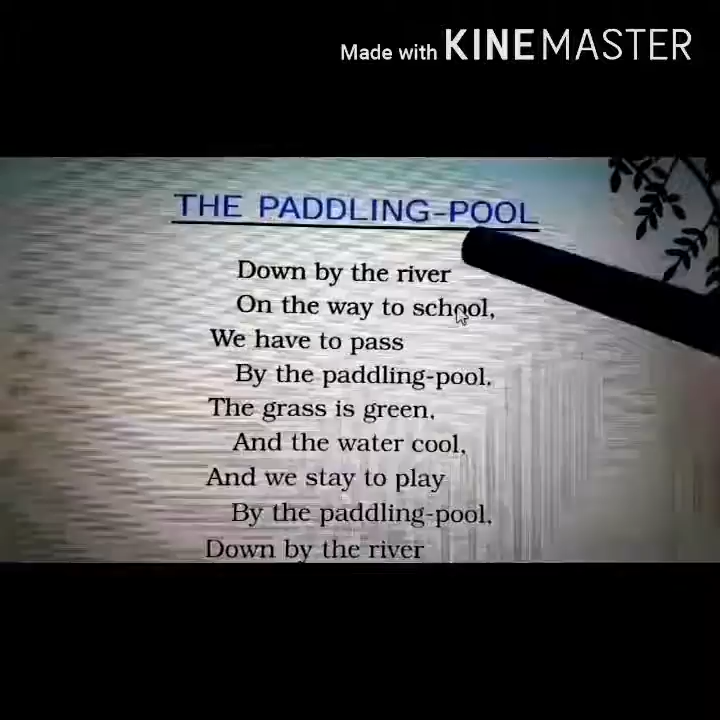 Made with KINEMASTER
THE PADDLING-POOL
Down by the river
On the way to school,
We have to pass
By the paddling-pool.
The grass is green,
And the water cool,
And we stay to play
By the paddling-pool.
Down by the river